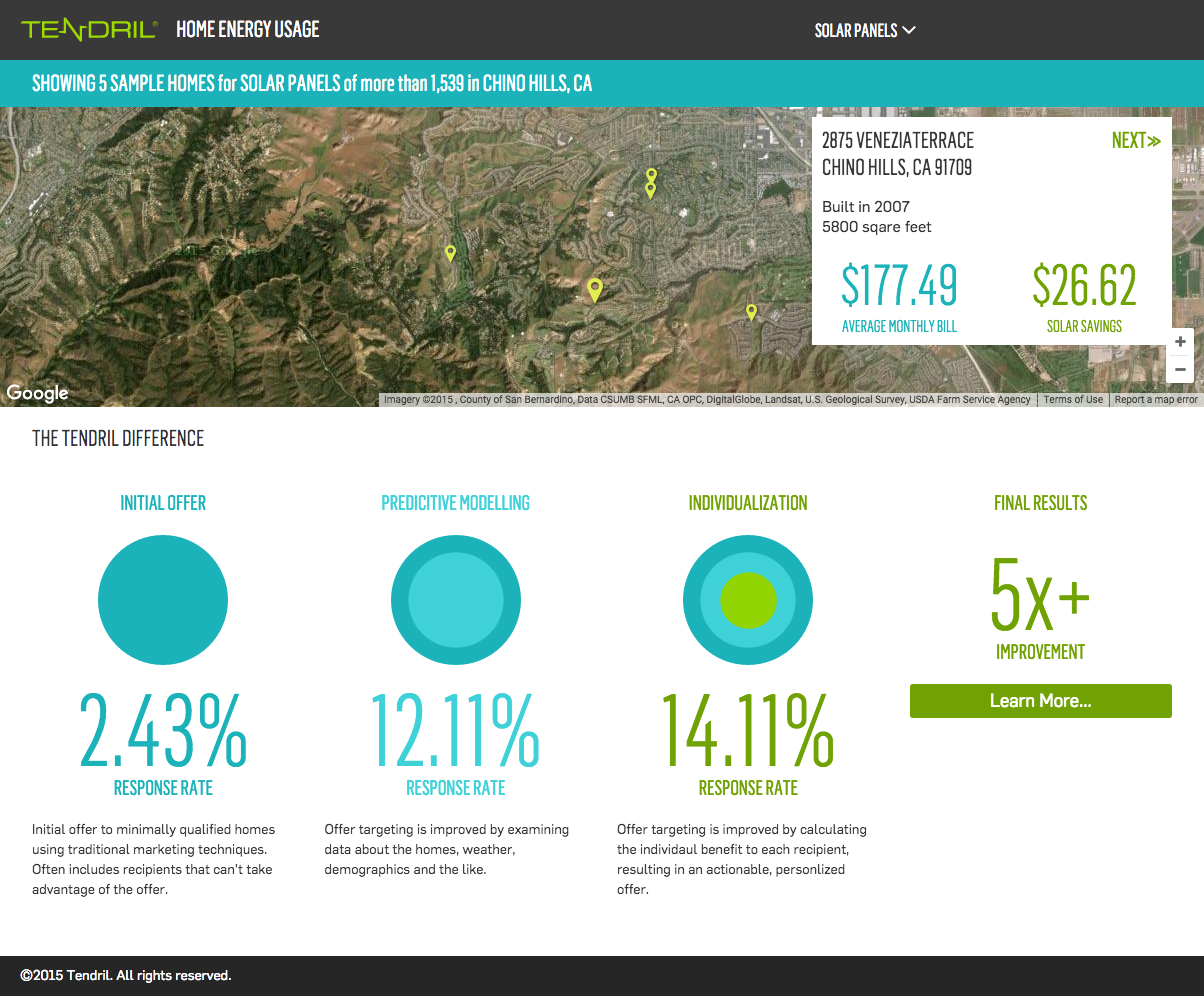 TENDRIL® HOME ENERGY USAGE
SOLAR PANELS
SHOWING 5 SAMPLE HOMES for SOLAR PANELS of more than 1,539 in CHINO HILLS, CA
2875 VENEZIATERRACE
NEXT≫
CHINO HILLS, CA 91709
Built in 2007
5800 sqare feet
$177.49
$26.62
AVERAGE MONTHLY BILL
SOLAR SAVINGS
+
−
Google
Imagery ©2015 , County of San Bernardino, Data CSUMB SFML, CA OPC, DigitalGlobe, Landsat, U.S. Geological Survey, USDA Farm Service Agency
Terms of Use
Report a map error
THE TENDRIL DIFFERENCE
INITIAL OFFER
2.43%
RESPONSE RATE
Initial offer to minimally qualified homes
using traditional marketing techniques.
Often includes recipients that can't take
advantage of the offer.
PREDICITIVE MODELLING
12.11%
RESPONSE RATE
Offer targeting is improved by examining
data about the homes, weather,
demographics and the like.
INDIVIDUALIZATION
14.11%
RESPONSE RATE
Offer targeting is improved by calculating
the individaul benefit to each recipient,
resulting in an actionable, personlized
offer.
FINAL RESULTS
5x+
IMPROVEMENT
Learn More...
©2015 Tendril. All rights reserved.